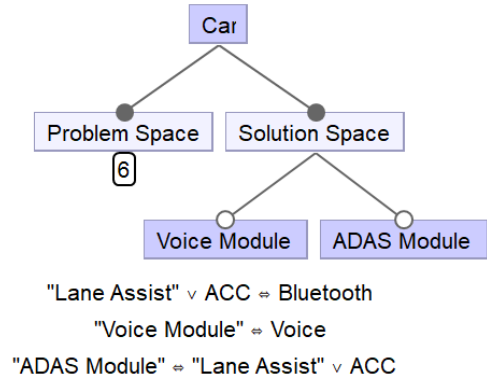 Car
Problem Space Solution Space
6
Voice Module ADAS Module
"Lane Assist" ∨ ACC ⇔ Bluetooth
"Voice Module" ⇔ Voice
"ADAS Module" ⇔ "Lane Assist" ∨ ACC